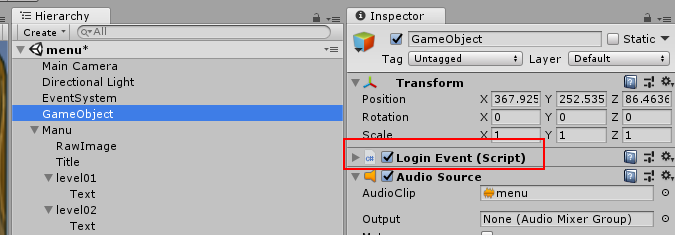 Hierarchy
Create
All
menu*
Main Camera
Directional Light
EventSystem
GameObject
Manu
RawImage
Title
level01
Text
level02
Text
Inspector
GameObject
Static
Tag Untagged Layer Default
Transform
Position X 367.925 Y 252.535 Z 86.4636
Rotation X 0 Y 0 Z 0
Scale X 1 Y 1 Z 1
c#
Login Event (Script)
Audio Source
AudioClip menu
Output None (Audio Mixer Group)